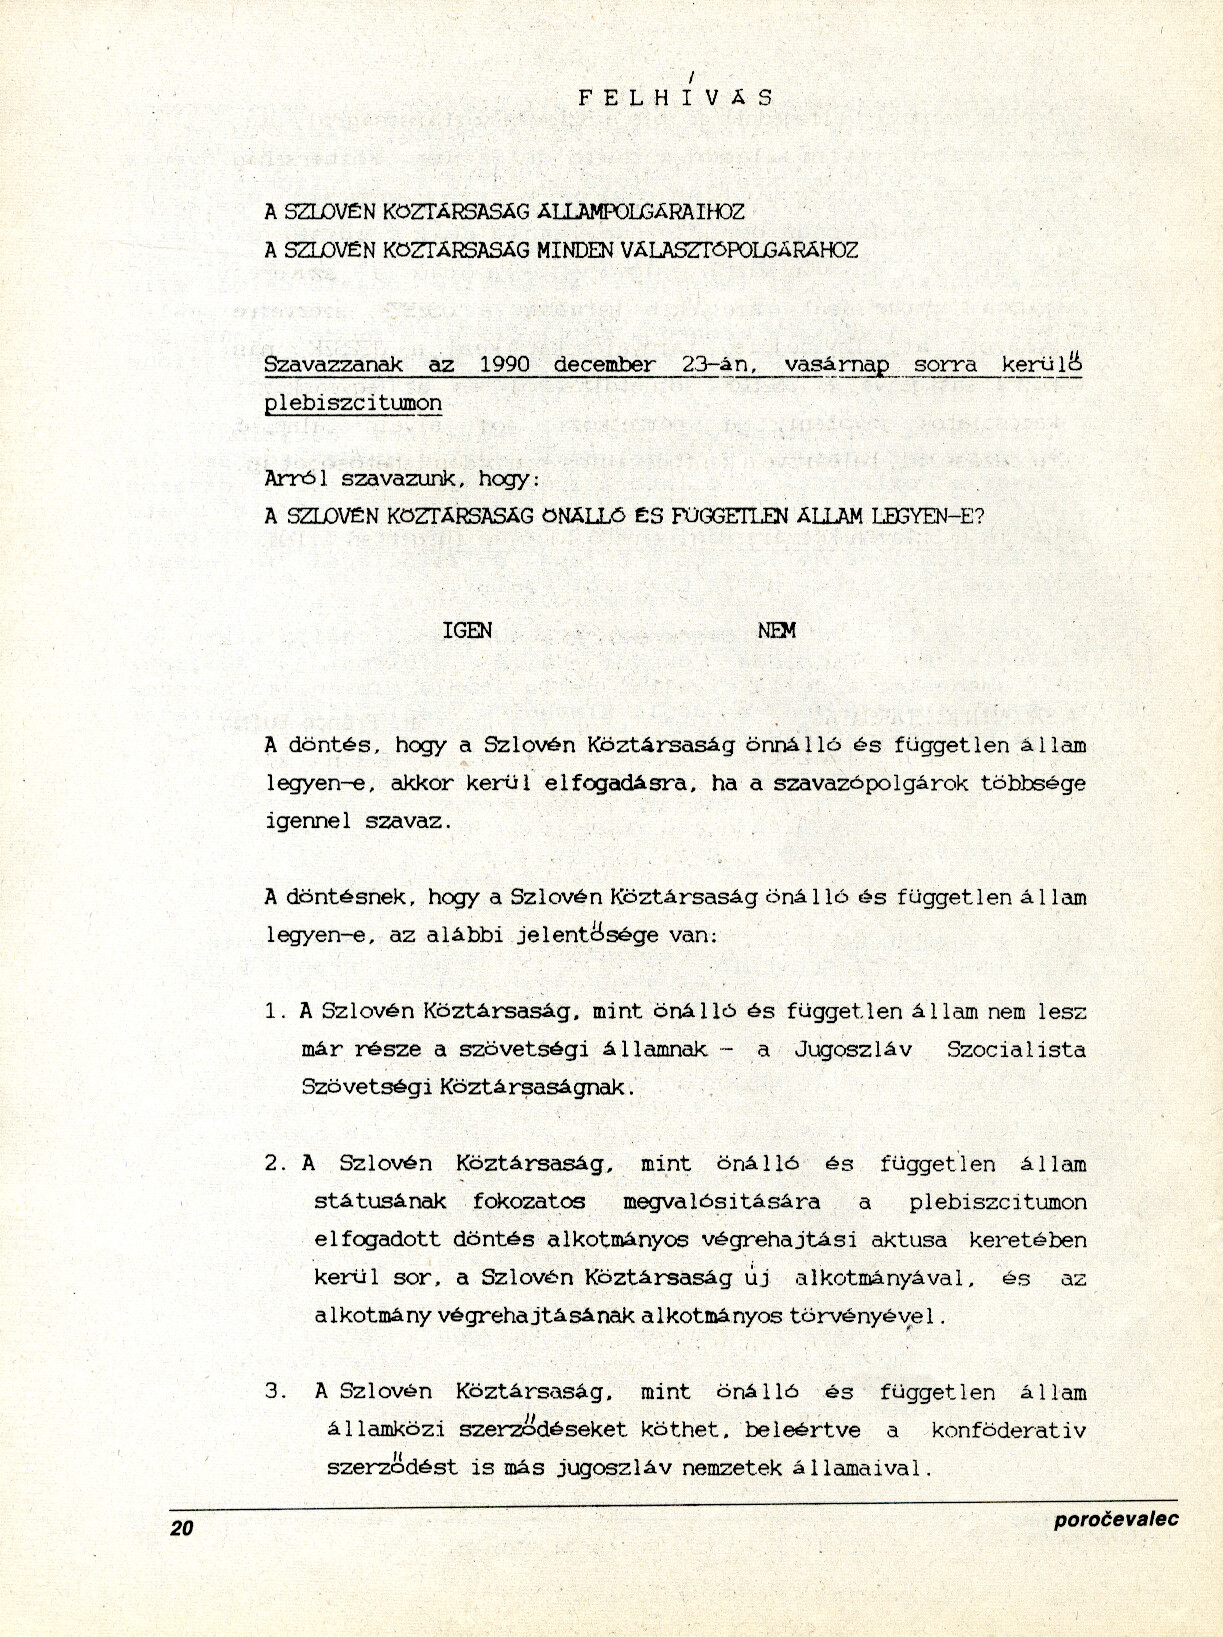 FELHÍVÁS
A SZLOVÉN KÖZTÁRSASÁG ÁLLAMPOLGÁRAIHOZ
A SZLOVÉN KÖZTÁRSASÁG MINDEN VÁLASZTÓPOLGÁRÁHOZ
Szavazzanak az 1990 december 23-án, vasárnap sorra kerülő
plebiszcitumon
Arról szavazunk, hogy:
A SZLOVÉN KÖZTÁRSASÁG ÖNÁLLÓ ÉS FÜGGETLEN ÁLLAM LEGYEN-E?
IGEN NEM
A döntés, hogy a Szlovén Köztársaság önnálló és független állam
legyen-e, akkor kerül elfogadásra, ha a szavazópolgárok többsége
igennel szavaz.
A döntésnek, hogy a Szlovén Köztársaság önálló és független állam
legyen-e, az alábbi jelentősége van:
1. A Szlovén Köztársaság, mint önálló és független állam nem lesz
már része a szövetségi államnak - a Jugoszláv Szocialista
Szövetségi Köztársaságnak.
2. A Szlovén Köztársaság, mint önálló és független állam
státusának fokozatos megvalósitására a plebiszcitumon
elfogadott döntés alkotmányos végrehajtási aktusa keretében
kerül sor, a Szlovén Köztársaság új alkotmányával, és az
alkotmány végrehajtásának alkotmányos törvényével.
3. A Szlovén Köztársaság, mint önálló és független állam
államközi szerződéseket köthet, beleértve a konföderativ
szerződést is más jugoszláv nemzetek államaival.
20 poročevalec